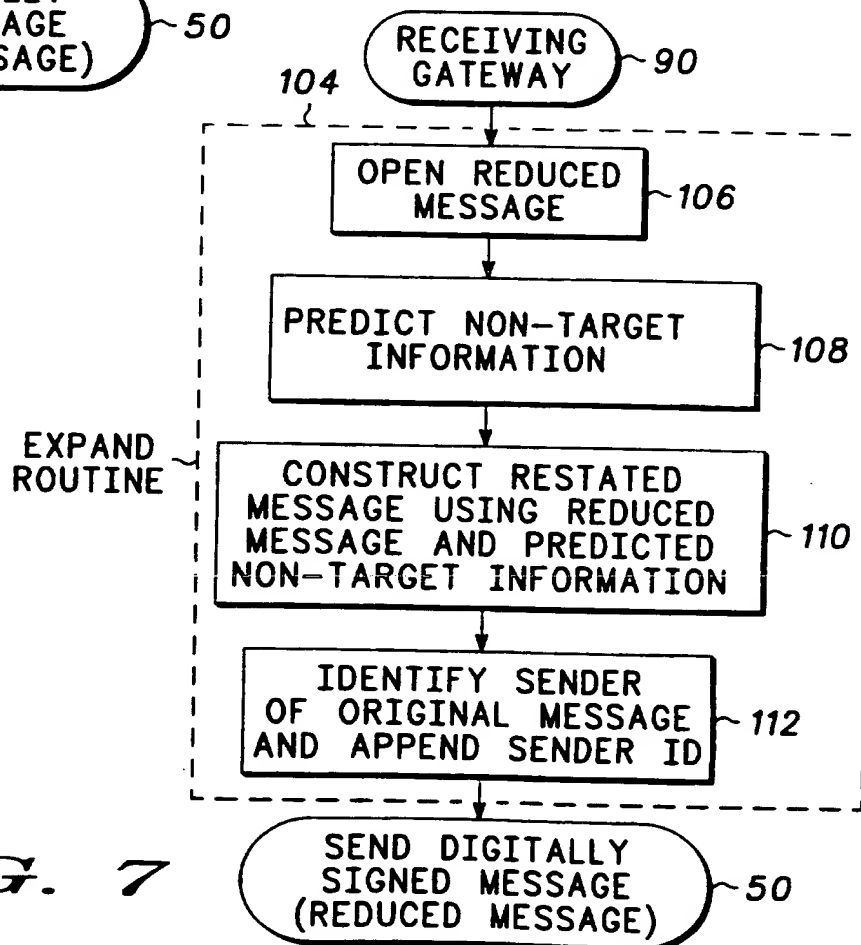 50
AGE
RECEIVING
GATEWAY
90
104
OPEN REDUCED
MESSAGE
106
PREDICT NON-TARGET
INFORMATION
108
EXPAND
ROUTINE
CONSTRUCT RESTATED
MESSAGE USING REDUCED
MESSAGE AND PREDICTED
NON-TARGET INFORMATION
110
IDENTIFY SENDER
OF ORIGINAL MESSAGE
AND APPEND SENDER ID
112
SEND DIGITALLY
SIGNED MESSAGE
(REDUCED MESSAGE)
50
G. 7